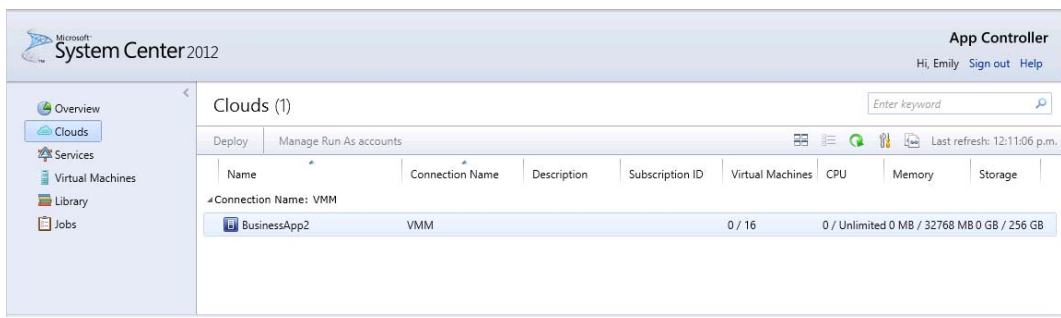 Microsoft
System Center 2012
App Controller
Hi, Emily Sign out Help
Overview
Clouds
Services
Virtual Machines
Library
Jobs
Clouds (1)
Enter keyword
Deploy Manage Run As accounts
Last refresh: 12:11:06 p.m.
Name Connection Name Description Subscription ID Virtual Machines CPU Memory Storage
Connection Name: VMM
BusinessApp2 VMM 0 / 16 0 / Unlimited 0 MB / 32768 MB 0 GB / 256 GB